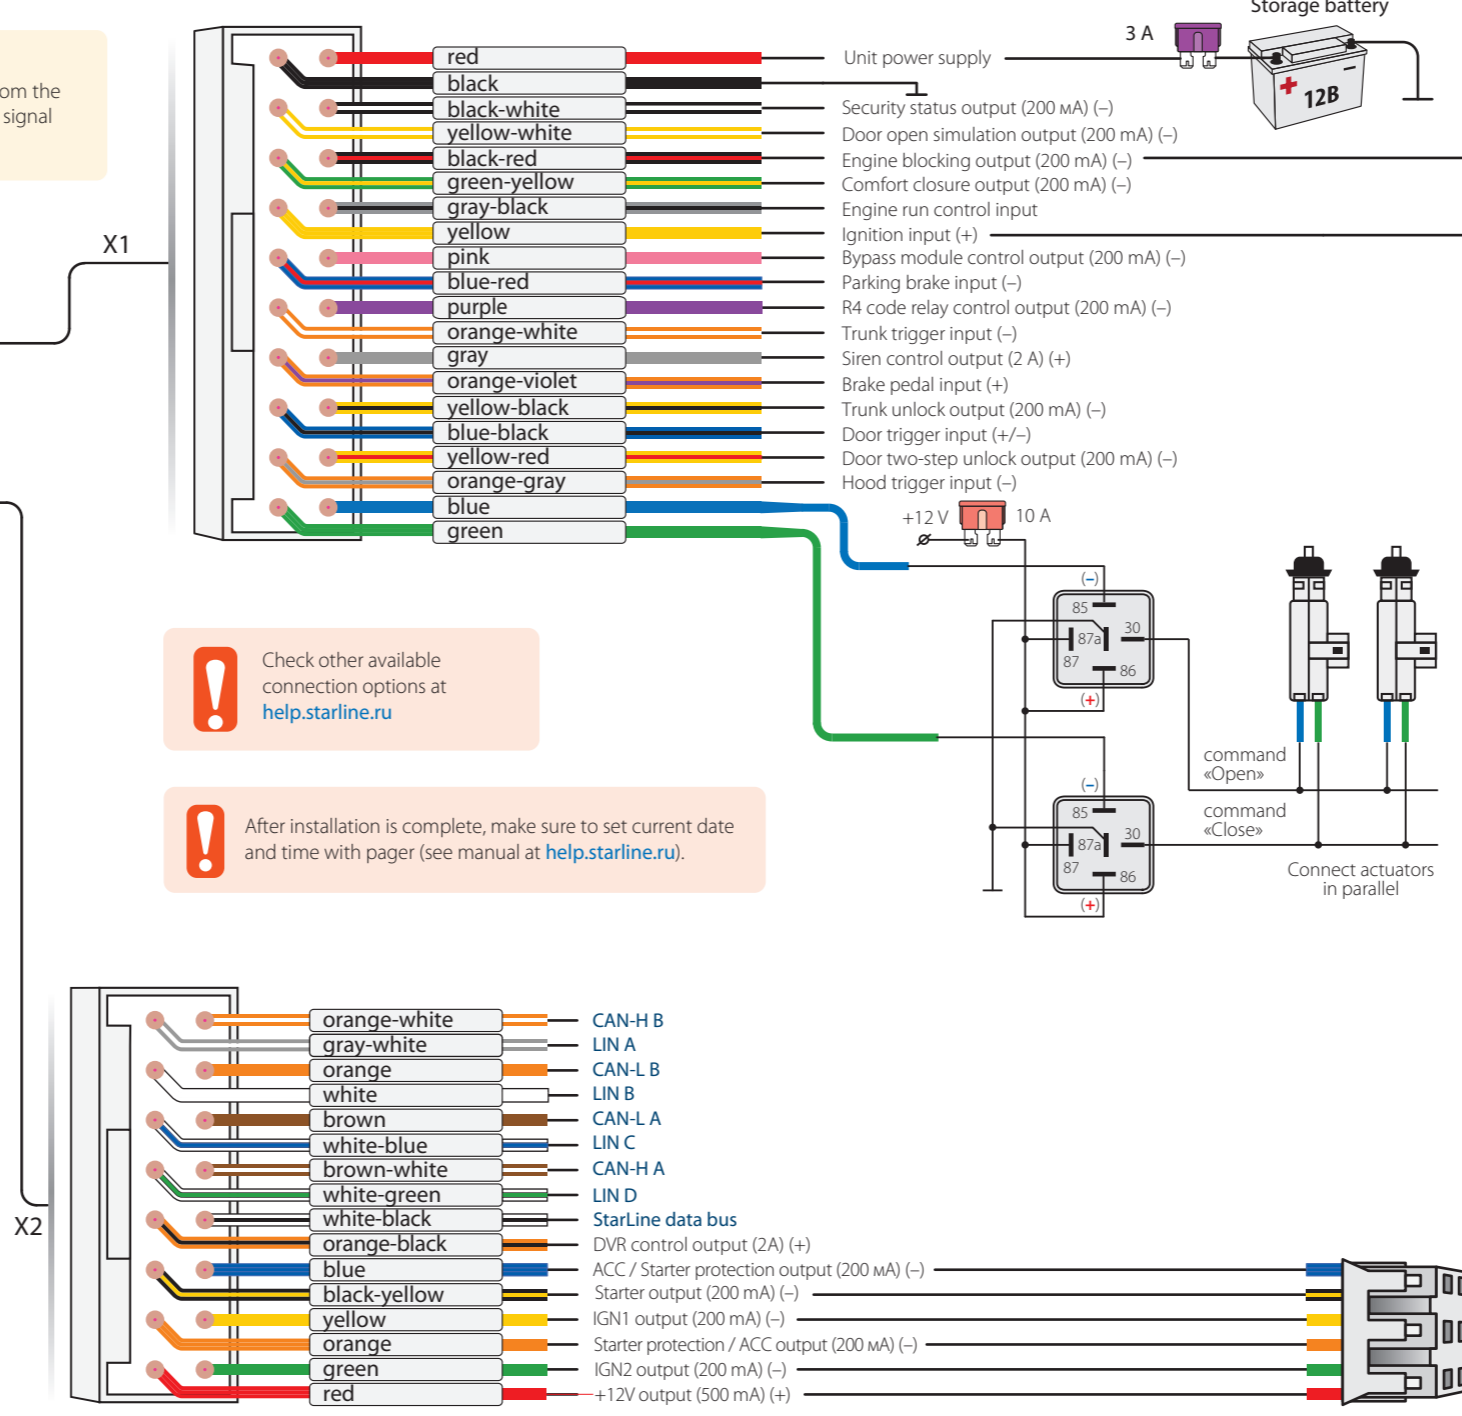 Storage battery
3 A
om the
signal
12B
X1
red Unit power supply
black
black-white Security status output (200 мА) (–)
yellow-white Door open simulation output (200 mA) (–)
black-red Engine blocking output (200 mA) (–)
green-yellow Comfort closure output (200 mA) (–)
gray-black Engine run control input
yellow Ignition input (+)
pink Bypass module control output (200 mA) (–)
blue-red Parking brake input (–)
purple R4 code relay control output (200 mA) (–)
orange-white Trunk trigger input (–)
gray Siren control output (2 A) (+)
orange-violet Brake pedal input (+)
yellow-black Trunk unlock output (200 mA) (–)
blue-black Door trigger input (+/–)
yellow-red Door two-step unlock output (200 mA) (–)
orange-gray Hood trigger input (–)
blue
green
+12 V 10 A
(–)
85
30
87a
87
86
(+)
Check other available
connection options at
help.starline.ru
command
«Open»
(–)
85
30
87a
87
86
(+)
command
«Close»
Connect actuators
in parallel
After installation is complete, make sure to set current date
and time with pager (see manual at help.starline.ru).
X2
orange-white CAN-H B
gray-white LIN A
orange CAN-L B
white LIN B
brown CAN-L A
white-blue LIN C
brown-white CAN-H A
white-green LIN D
white-black StarLine data bus
orange-black DVR control output (2A) (+)
blue ACC / Starter protection output (200 мА) (–)
black-yellow Starter output (200 mA) (–)
yellow IGN1 output (200 mA) (–)
orange Starter protection / ACC output (200 мА) (–)
green IGN2 output (200 mA) (–)
red +12V output (500 mA) (+)